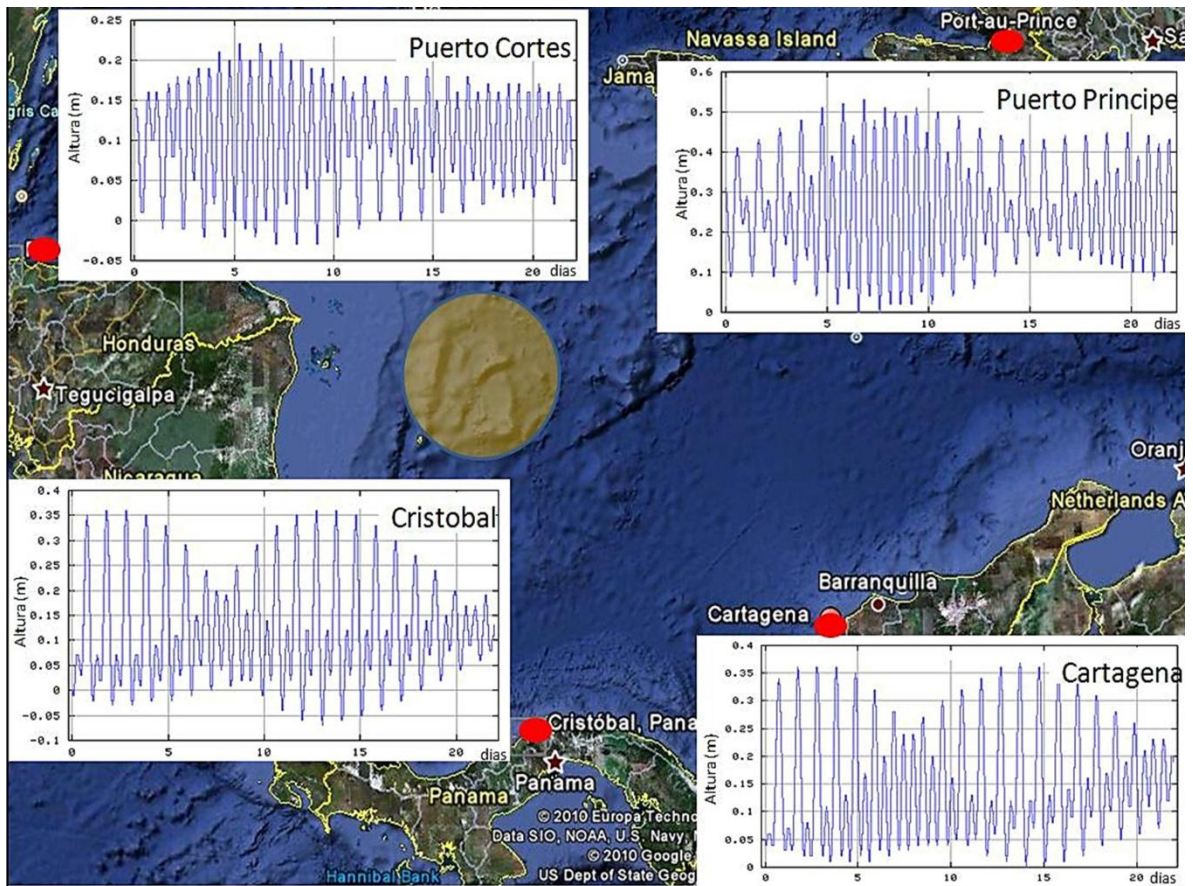 Navassa Island
Port-au-Prince
Jama
Puerto Cortes
Altura (m)
0.25
0.2
0.15
0.1
0.05
0
-0.05
0
5
10
15
20
dias
Puerto Principe
Altura (m)
0.6
0.5
0.4
0.3
0.2
0.1
0
0
5
10
15
20
dias
Honduras
Tegucigalpa
Nicaragua
Cristobal
Altura (m)
0.4
0.35
0.3
0.25
0.2
0.15
0.1
0.05
0
-0.05
-0.1
0
5
10
15
20
dias
Oranj
Netherlands A
Barranquilla
Cartagena
Cartagena
Altura (m)
0.4
0.35
0.3
0.25
0.2
0.15
0.1
0.05
0
0
5
10
15
20
dias
Cristóbal, Pana
Panama
Panama
© 2010 Europa Techno
Data SIO, NOAA, U.S. Navy,
© 2010 Google
US Dept of State Geog
Hannibal Bank